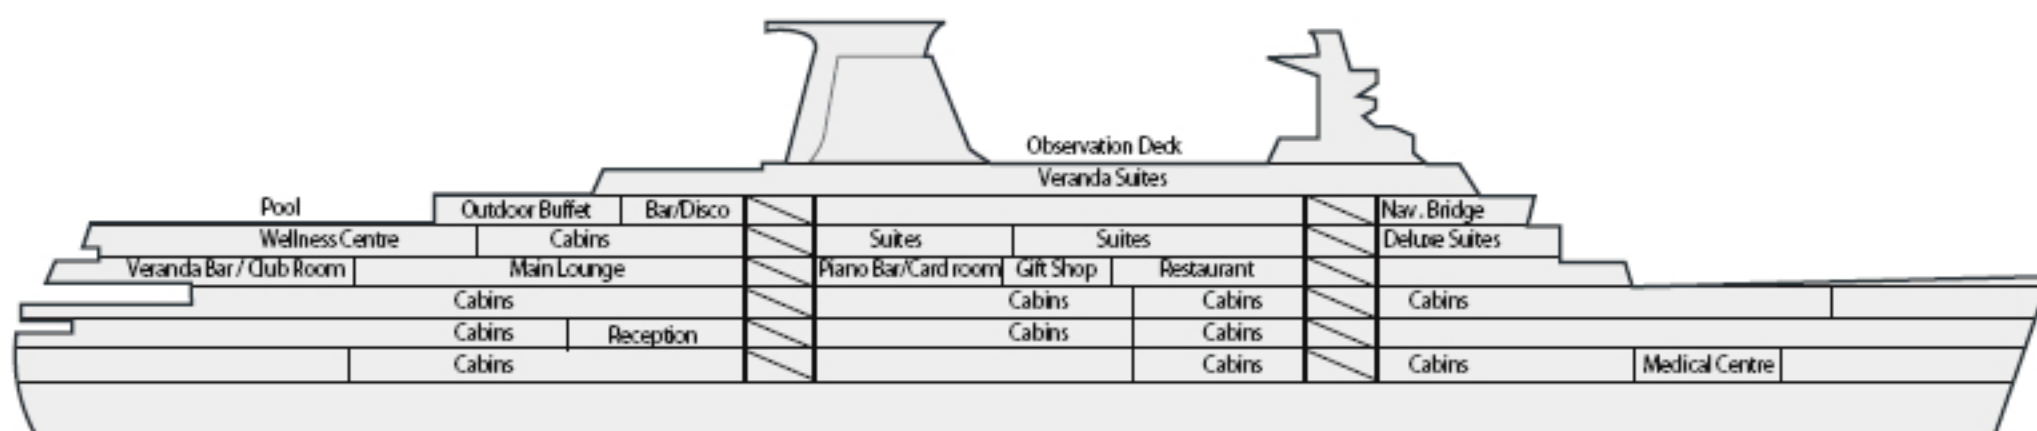 Observation Deck
Veranda Suites
Pool
Outdoor Buffet
Bar/Disco
Nav. Bridge
Wellness Centre
Cabins
Suites
Suites
Deluxe Suites
Veranda Bar / Club Room
Main Lounge
Piano Bar/Card room
Gift Shop
Restaurant
Cabins
Cabins
Cabins
Cabins
Cabins
Reception
Cabins
Cabins
Cabins
Cabins
Cabins
Medical Centre